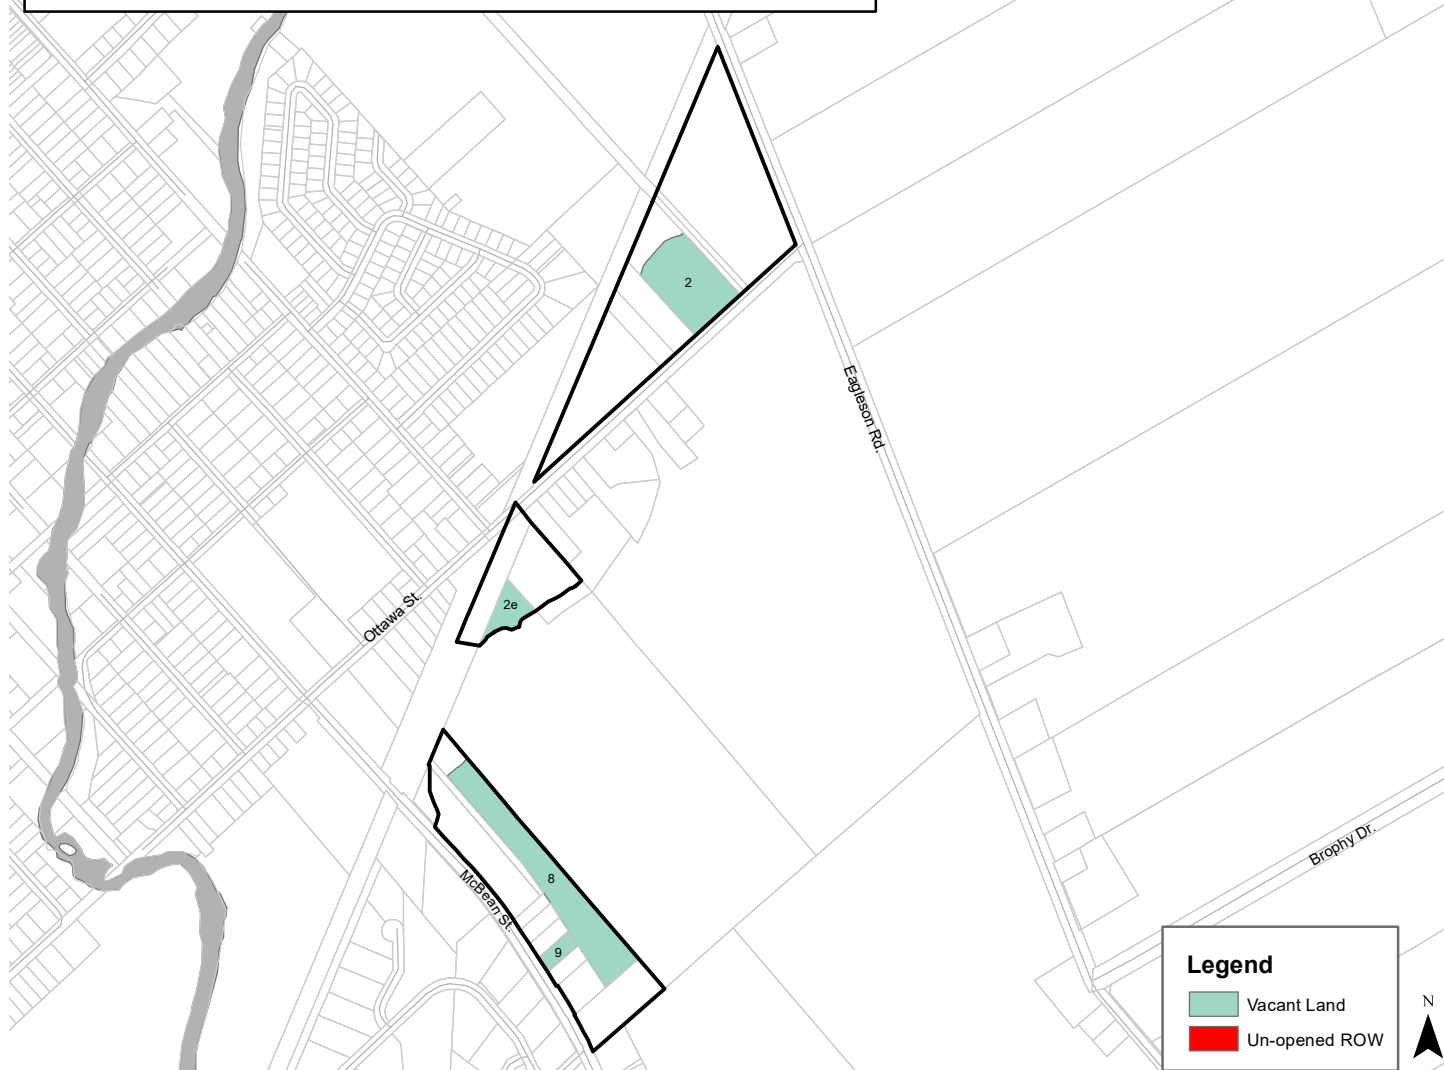 2
Eagleson Rd.
2e
Ottawa St.
8
McBean St.
9
Brophy Dr.
Legend
Vacant Land
Un-opened ROW
N